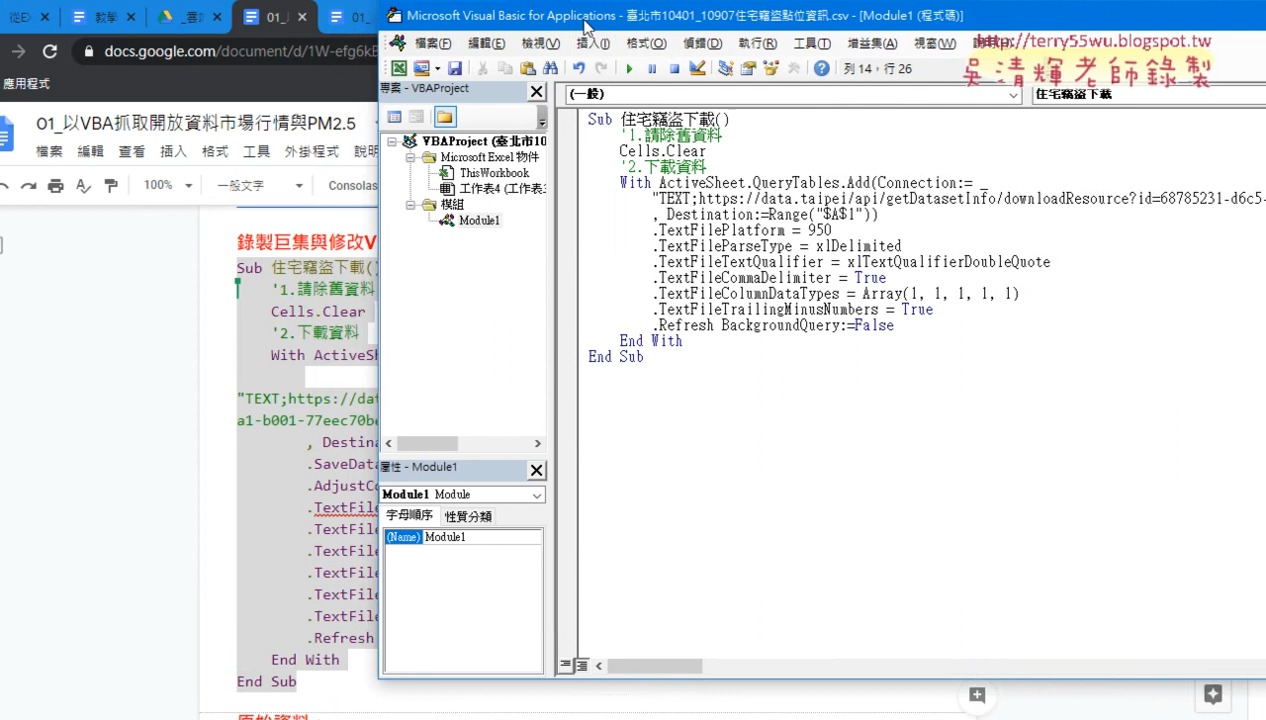 從EX
教學
_雲端
01_
01_
docs.google.com/document/d/1W-efg6kB
應用程式
01_以VBA抓取開放資料市場行情與PM2.5
檔案 編輯 查看 插入 格式 工具 外掛程式 說明
100% 一般文字 Consolas
錄製巨集與修改V
Sub 住宅竊盜下載()
'1.請除舊資料
Cells.Clear
'2.下載資料
With ActiveSh
"TEXT;https://dat
a1-b001-77eec70be
, Destina
.SaveData
.AdjustCo
.TextFile
.TextFile
.TextFile
.TextFile
.TextFile
.TextFile
.Refresh
End With
End Sub
Microsoft Visual Basic for Applications - 臺北市10401_10907住宅竊盜點位資訊.csv - [Module1 (程式碼)]
檔案(F) 編輯(E) 檢視(V) 插入(I) 格式(O) 偵錯(D) 執行(R) 工具(T) 增益集(A) 視窗(W)
http://terry55wu.blogspot.tw
吳清輝老師錄製
列 14，行 26
專案 - VBAProject
VBAProject (臺北市10
Microsoft Excel 物件
ThisWorkbook
工作表4 (工作表3
模組
Module1
屬性 - Module1
Module1 Module
字母順序 性質分類
(Name) Module1
(一般) 住宅竊盜下載
Sub 住宅竊盜下載()
'1.請除舊資料
Cells.Clear
'2.下載資料
With ActiveSheet.QueryTables.Add(Connection:= _
"TEXT;https://data.taipei/api/getDatasetInfo/downloadResource?id=68785231-d6c5-
, Destination:=Range("$A$1"))
.TextFilePlatform = 950
.TextFileParseType = xlDelimited
.TextFileTextQualifier = xlTextQualifierDoubleQuote
.TextFileCommaDelimiter = True
.TextFileColumnDataTypes = Array(1, 1, 1, 1, 1)
.TextFileTrailingMinusNumbers = True
.Refresh BackgroundQuery:=False
End With
End Sub